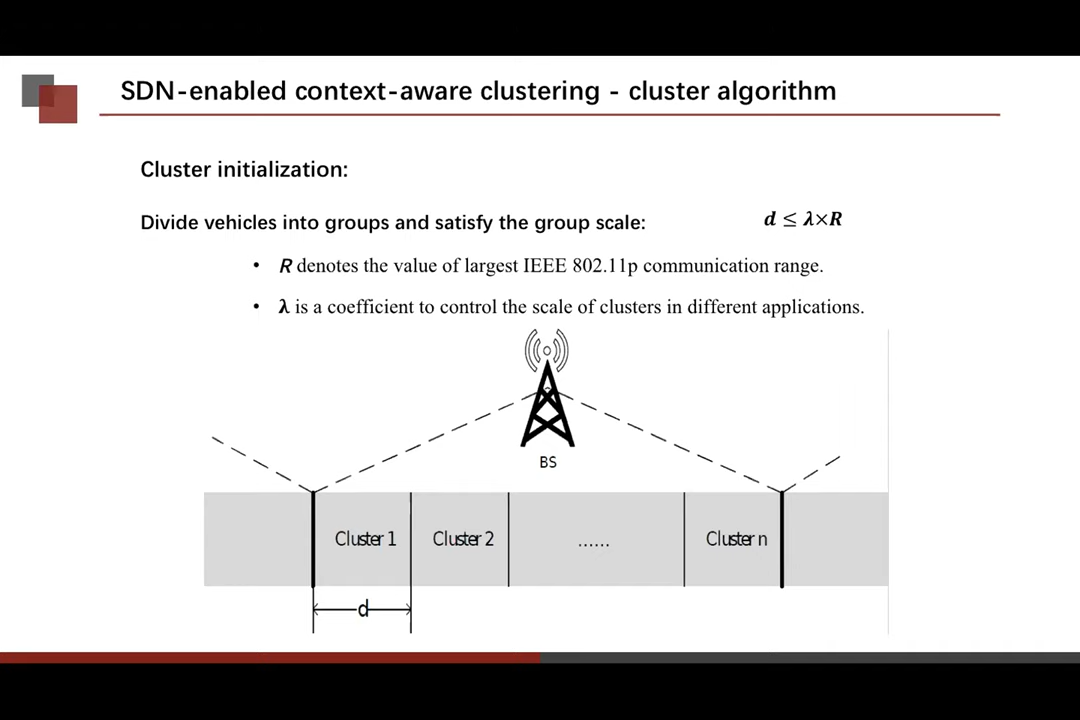 SDN-enabled context-aware clustering - cluster algorithm
Cluster initialization:
Divide vehicles into groups and satisfy the group scale: d ≤ λ×R
• R denotes the value of largest IEEE 802.11p communication range.
• λ is a coefficient to control the scale of clusters in different applications.
BS
Cluster 1 Cluster 2 ...... Cluster n
d